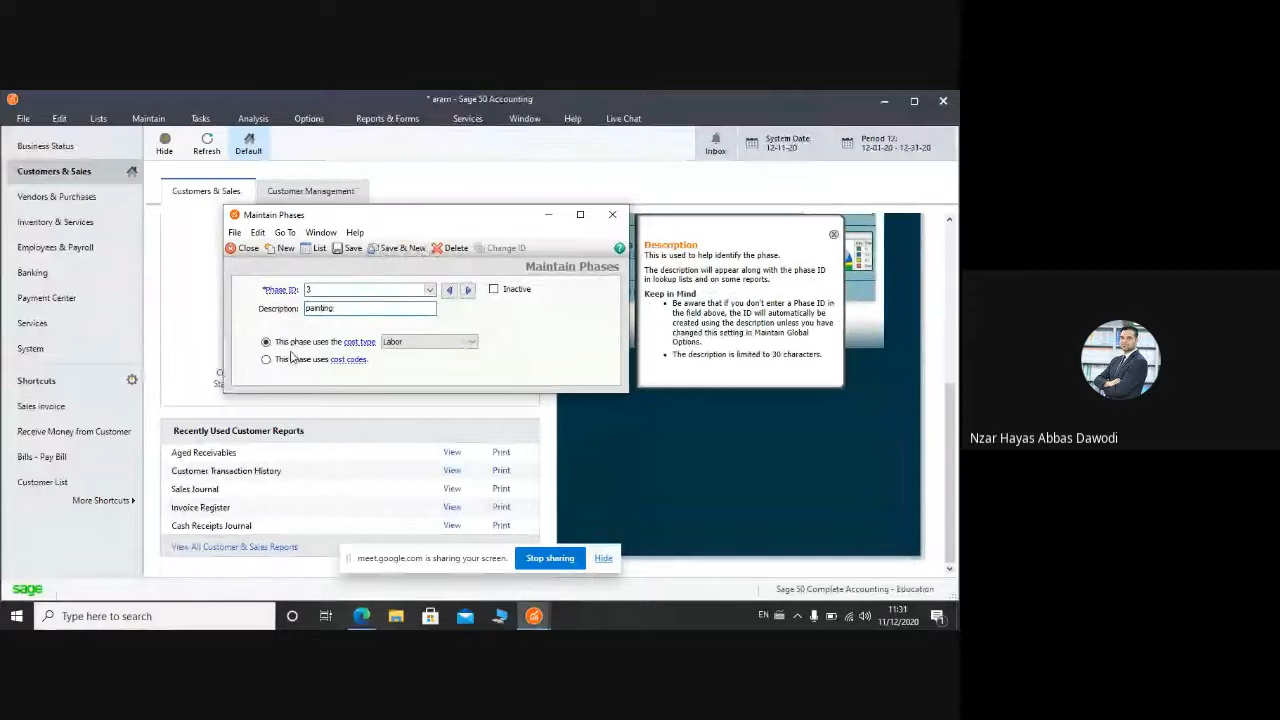 * aram - Sage 50 Accounting
File Edit Lists Maintain Tasks Analysis Options Reports & Forms Services Window Help Live Chat
Hide Refresh Default Inbox System Date: 12-11-20 Period 12: 12-01-20 - 12-31-20
Business Status
Customers & Sales
Vendors & Purchases
Inventory & Services
Employees & Payroll
Banking
Payment Center
Services
System
Shortcuts
Sales Invoice
Receive Money from Customer
Bills - Pay Bill
Customer List
More Shortcuts
Customers & Sales Customer Management
Maintain Phases
File Edit Go To Window Help
Close New List Save Save & New Delete Change ID
Maintain Phases
*Phase ID: 3 Inactive
Description: painting
This phase uses the cost type Labor
This phase uses cost codes.
Description
This is used to help identify the phase.
The description will appear along with the phase ID
in lookup lists and on some reports.
Keep in Mind
• Be aware that if you don't enter a Phase ID in
the field above, the ID will automatically be
created using the description unless you have
changed this setting in Maintain Global
Options.
• The description is limited to 30 characters.
Recently Used Customer Reports
Aged Receivables View Print
Customer Transaction History View Print
Sales Journal View Print
Invoice Register View Print
Cash Receipts Journal View Print
View All Customer & Sales Reports
meet.google.com is sharing your screen. Stop sharing Hide
sage
Sage 50 Complete Accounting - Education
Type here to search
EN
11:31
11/12/2020
Nzar Hayas Abbas Dawodi